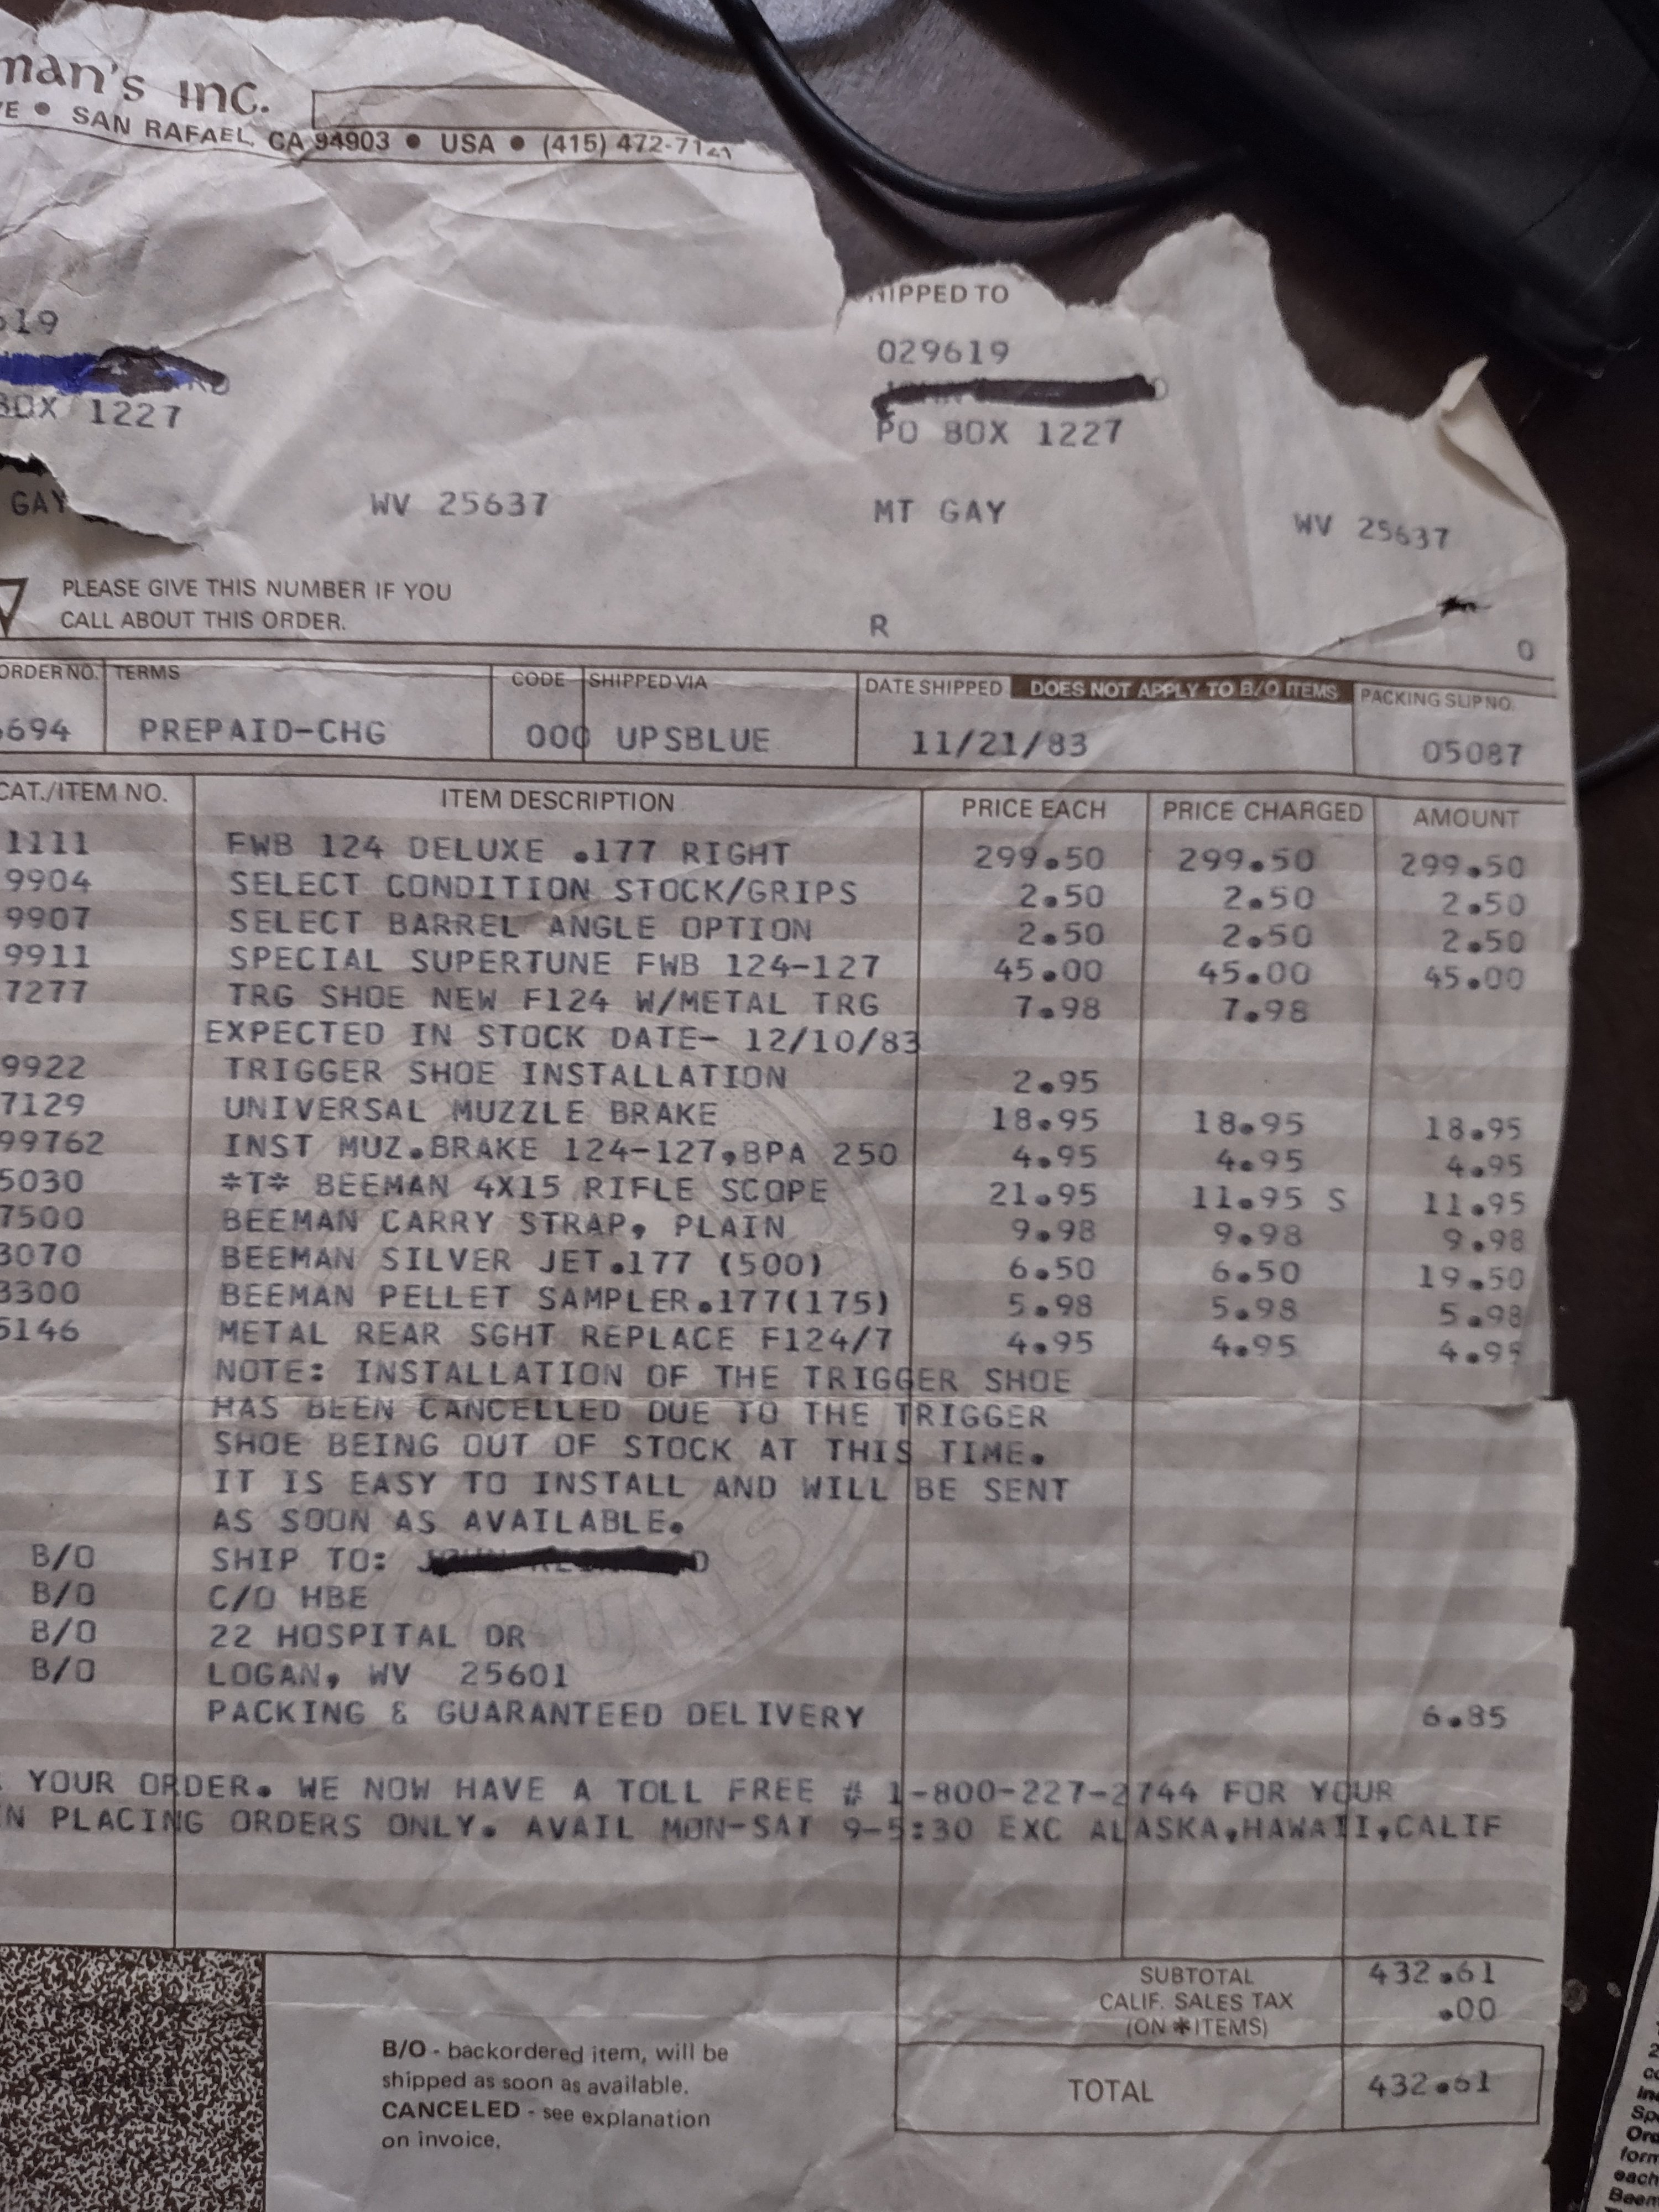 man's Inc.
VE • SAN RAFAEL, CA 94903 • USA • (415) 472-7121
HIPPED TO
619
029619
BOX 1227
PO BOX 1227
GAY WV 25637
MT GAY WV 25637
PLEASE GIVE THIS NUMBER IF YOU
CALL ABOUT THIS ORDER.
R
0
ORDER NO. TERMS CODE SHIPPED VIA DATE SHIPPED DOES NOT APPLY TO B/O ITEMS PACKING SLIP NO.
694 PREPAID-CHG 000 UPSBLUE 11/21/83 05087
CAT./ITEM NO. ITEM DESCRIPTION PRICE EACH PRICE CHARGED AMOUNT
1111 FWB 124 DELUXE .177 RIGHT 299.50 299.50 299.50
9904 SELECT CONDITION STOCK/GRIPS 2.50 2.50 2.50
9907 SELECT BARREL ANGLE OPTION 2.50 2.50 2.50
9911 SPECIAL SUPERTUNE FWB 124-127 45.00 45.00 45.00
7277 TRG SHOE NEW F124 W/METAL TRG 7.98 7.98
EXPECTED IN STOCK DATE- 12/10/83
9922 TRIGGER SHOE INSTALLATION 2.95
7129 UNIVERSAL MUZZLE BRAKE 18.95 18.95 18.95
99762 INST MUZ.BRAKE 124-127,BPA 250 4.95 4.95 4.95
5030 *T* BEEMAN 4X15 RIFLE SCOPE 21.95 11.95 S 11.95
7500 BEEMAN CARRY STRAP, PLAIN 9.98 9.98 9.98
3070 BEEMAN SILVER JET.177 (500) 6.50 6.50 19.50
3300 BEEMAN PELLET SAMPLER.177(175) 5.98 5.98 5.98
5146 METAL REAR SGHT REPLACE F124/7 4.95 4.95 4.95
NOTE: INSTALLATION OF THE TRIGGER SHOE
HAS BEEN CANCELLED DUE TO THE TRIGGER
SHOE BEING OUT OF STOCK AT THIS TIME.
IT IS EASY TO INSTALL AND WILL BE SENT
AS SOON AS AVAILABLE.
B/O SHIP TO:
B/O C/O HBE
B/O 22 HOSPITAL DR
B/O LOGAN, WV 25601
PACKING & GUARANTEED DELIVERY 6.85
YOUR ORDER. WE NOW HAVE A TOLL FREE # 1-800-227-2744 FOR YOUR
N PLACING ORDERS ONLY. AVAIL MON-SAT 9-5:30 EXC ALASKA,HAWAII,CALIF
SUBTOTAL 432.61
CALIF. SALES TAX .00
(ON *ITEMS)
TOTAL 432.61
B/O - backordered item, will be
shipped as soon as available.
CANCELED - see explanation
on invoice.